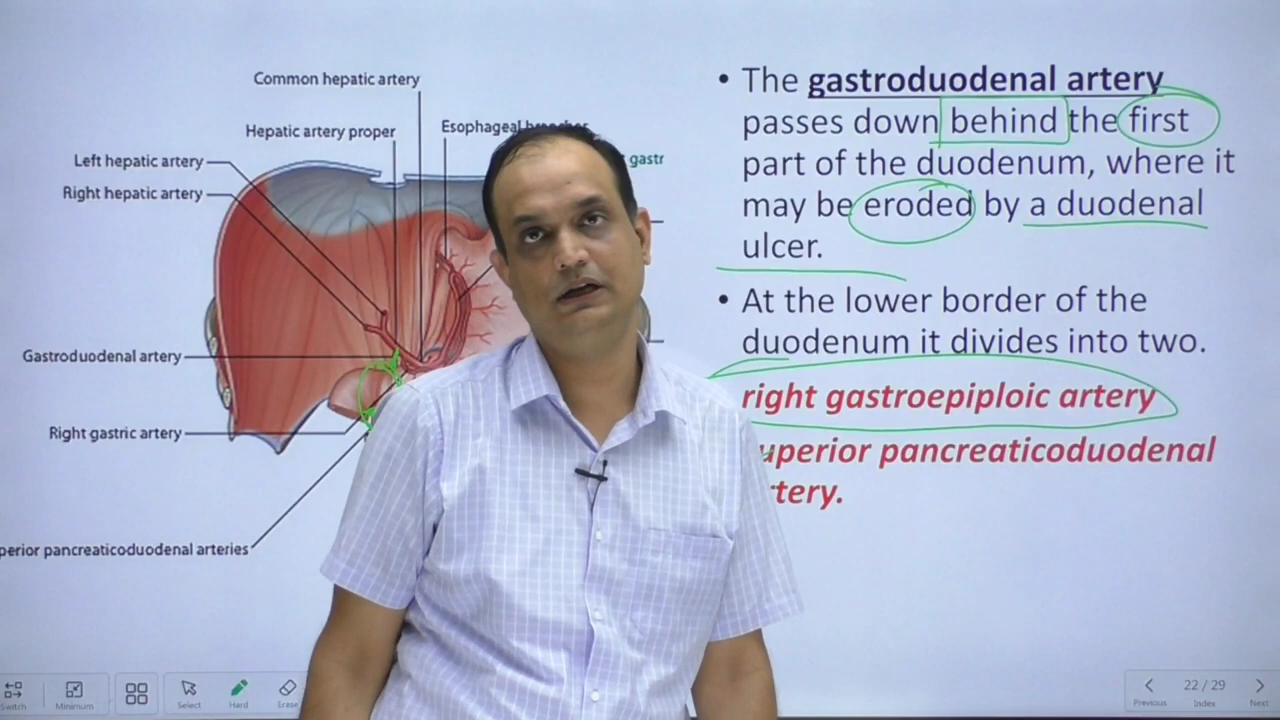 Common hepatic artery
Hepatic artery proper
Esophageal
Left hepatic artery
Right hepatic artery
Gastroduodenal artery
Right gastric artery
perior pancreaticoduodenal arteries
gastr
• The gastroduodenal artery
passes down behind the first
part of the duodenum, where it
may be eroded by a duodenal
ulcer.
• At the lower border of the
duodenum it divides into two.
right gastroepiploic artery
uperior pancreaticoduodenal
tery.
Switch
Minimum
Select
Hard
Erase
22 / 29
Previous
Index
Next